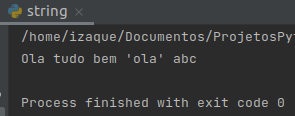 string ×
/home/izaque/Documentos/ProjetosPy
Ola tudo bem 'ola' abc
Process finished with exit code 0